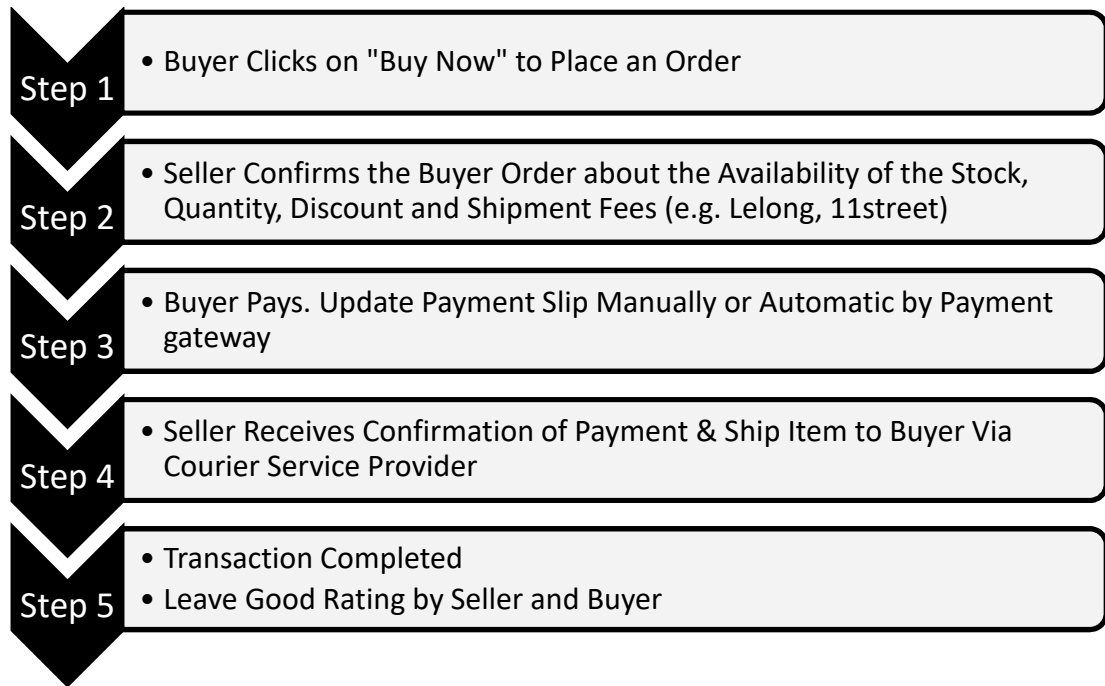 Step 1
• Buyer Clicks on "Buy Now" to Place an Order
Step 2
• Seller Confirms the Buyer Order about the Availability of the Stock,
Quantity, Discount and Shipment Fees (e.g. Lelong, 11street)
Step 3
• Buyer Pays. Update Payment Slip Manually or Automatic by Payment
gateway
Step 4
• Seller Receives Confirmation of Payment & Ship Item to Buyer Via
Courier Service Provider
Step 5
• Transaction Completed
• Leave Good Rating by Seller and Buyer